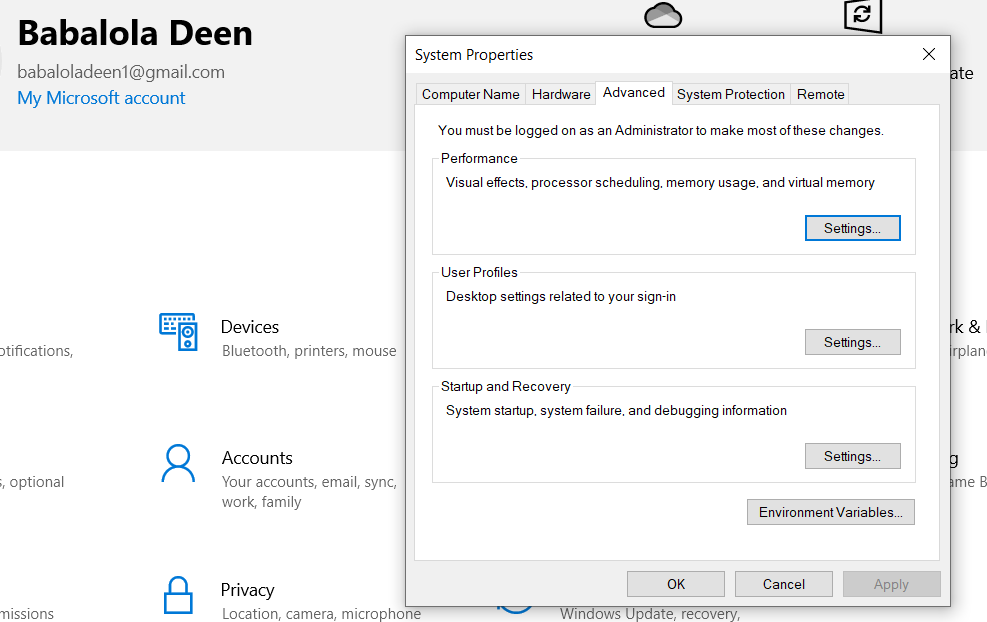 Babalola Deen
babaloladeen1@gmail.com
My Microsoft account
ate
System Properties
Computer Name
Hardware
Advanced
System Protection
Remote
You must be logged on as an Administrator to make most of these changes.
Performance
Visual effects, processor scheduling, memory usage, and virtual memory
Settings...
User Profiles
Desktop settings related to your sign-in
Settings...
Startup and Recovery
System startup, system failure, and debugging information
Settings...
Environment Variables...
OK
Cancel
Apply
otifications,
Devices
Bluetooth, printers, mouse
rk &
irplan
s, optional
Accounts
Your accounts, email, sync,
work, family
g
ame B
missions
Privacy
Location, camera, microphone
Windows Update, recovery,